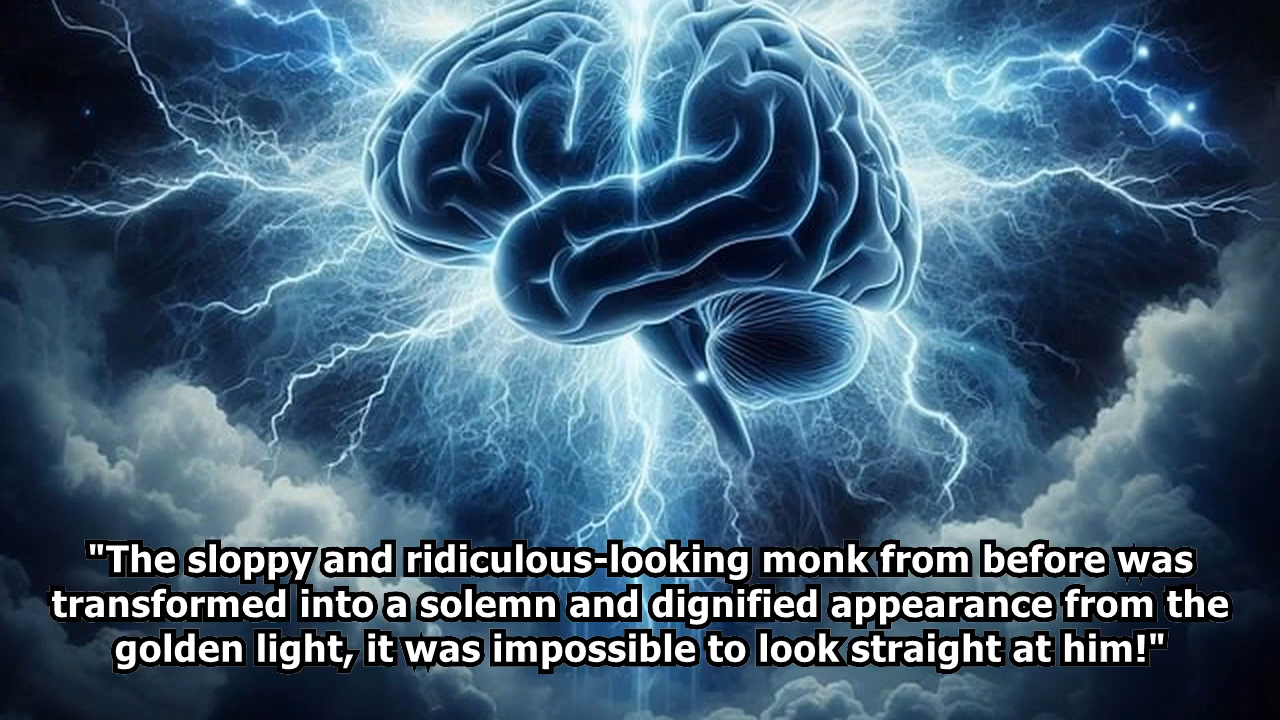 "The sloppy and ridiculous-looking monk from before was
transformed into a solemn and dignified appearance from the
golden light, it was impossible to look straight at him!"